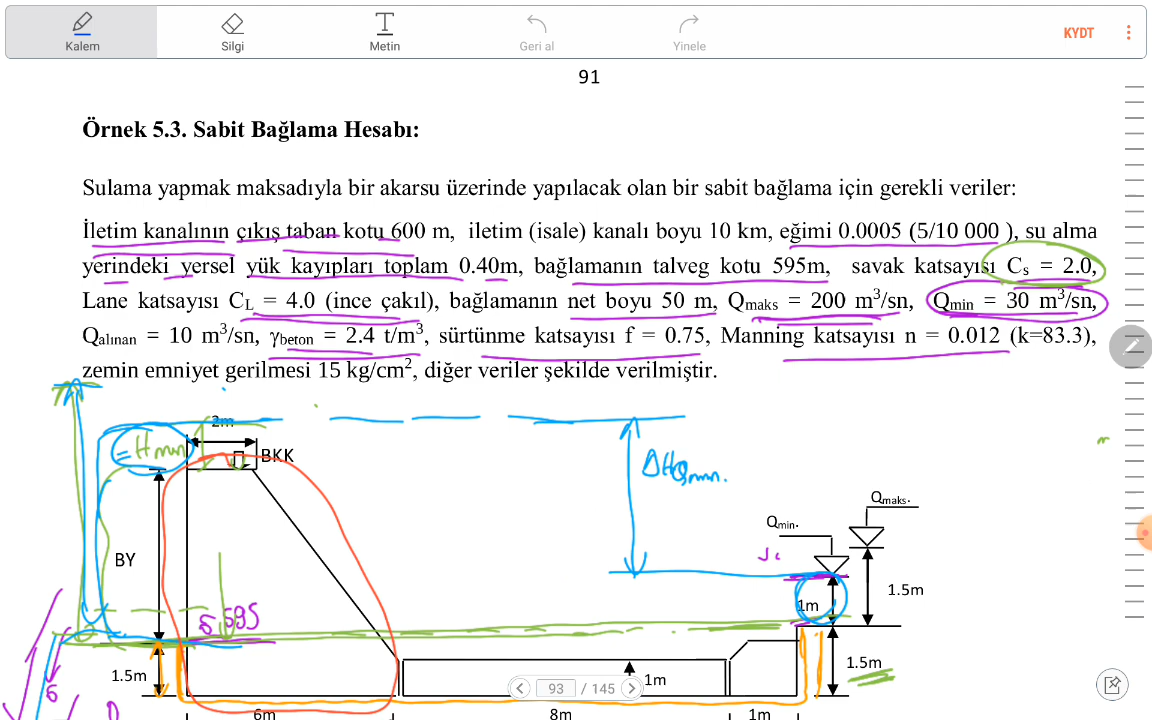 Kalem Silgi Metin Geri al Yinele KYDT
91
Örnek 5.3. Sabit Bağlama Hesabı:
Sulama yapmak maksadıyla bir akarsu üzerinde yapılacak olan bir sabit bağlama için gerekli veriler:
İletim kanalının çıkış taban kotu 600 m, iletim (isale) kanalı boyu 10 km, eğimi 0.0005 (5/10 000 ), su alma
yerindeki yersel yük kayıpları toplam 0.40m, bağlamanın talveg kotu 595m, savak katsayısı Cs = 2.0,
Lane katsayısı CL = 4.0 (ince çakıl), bağlamanın net boyu 50 m, Qmaks = 200 m³/sn, Qmin = 30 m³/sn,
Qalınan = 10 m³/sn, γbeton = 2.4 t/m³, sürtünme katsayısı f = 0.75, Manning katsayısı n = 0.012 (k=83.3),
zemin emniyet gerilmesi 15 kg/cm², diğer veriler şekilde verilmiştir.
2m
= Hmin
BKK
ΔHQmin.
Qmaks.
Qmin.
BY
1m
1.5m
595
1.5m
1.5m
1m
93 / 145
6m 8m 1m